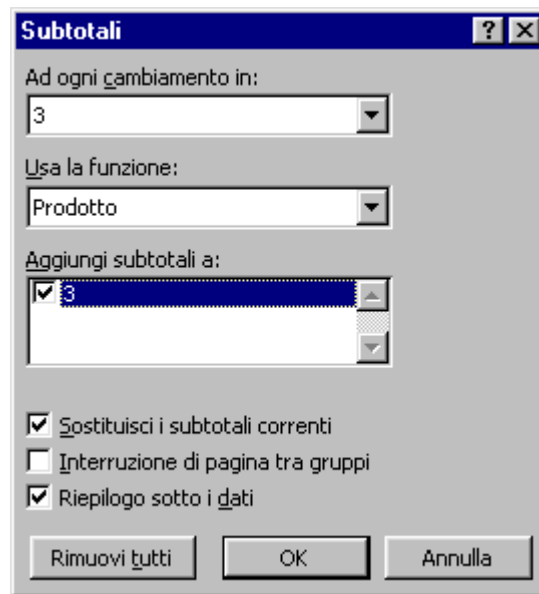 Subtotali
Ad ogni cambiamento in:
3
Usa la funzione:
Prodotto
Aggiungi subtotali a:
3
Sostituisci i subtotali correnti
Interruzione di pagina tra gruppi
Riepilogo sotto i dati
Rimuovi tutti OK Annulla